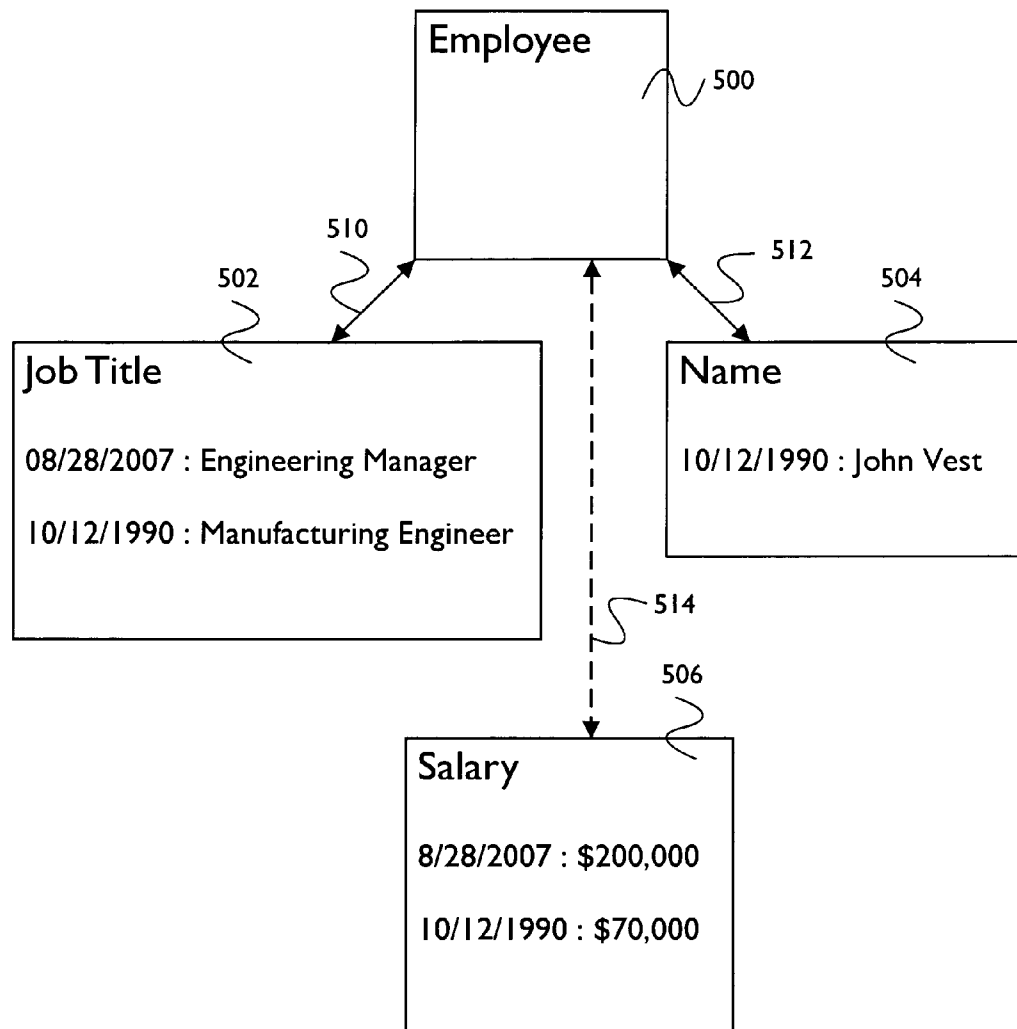 Employee
500
510
512
502
504
Job Title
08/28/2007 : Engineering Manager
10/12/1990 : Manufacturing Engineer
Name
10/12/1990 : John Vest
514
506
Salary
8/28/2007 : $200,000
10/12/1990 : $70,000